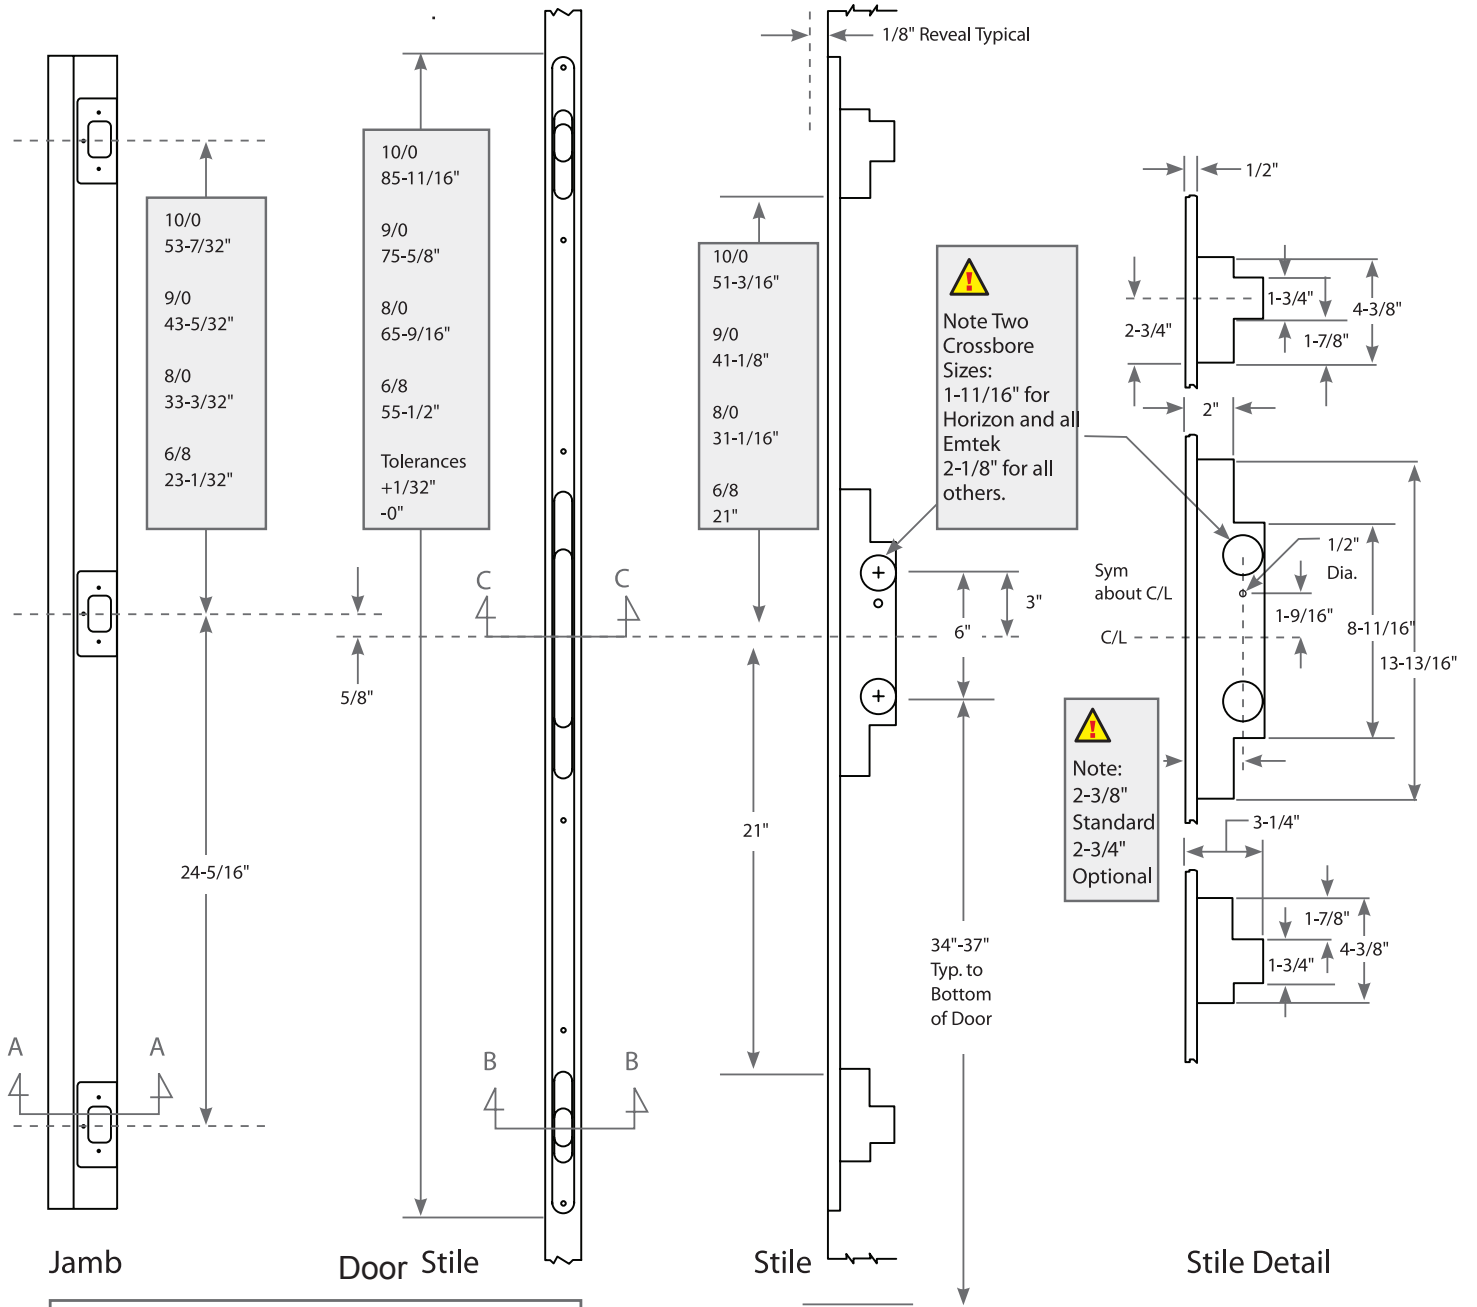 1/8" Reveal Typical
10/0
53-7/32"
9/0
43-5/32"
8/0
33-3/32"
6/8
23-1/32"
24-5/16"
A
A
10/0
85-11/16"
9/0
75-5/8"
8/0
65-9/16"
6/8
55-1/2"
Tolerances
+1/32"
-0"
5/8"
C
C
B
B
10/0
51-3/16"
9/0
41-1/8"
8/0
31-1/16"
6/8
21"
21"
Note Two
Crossbore
Sizes:
1-11/16" for
Horizon and all
Emtek
2-1/8" for all
others.
3"
6"
34"-37"
Typ. to
Bottom
of Door
1/2"
1-3/4"
4-3/8"
2-3/4"
1-7/8"
2"
1/2"
Dia.
Sym
about C/L
1-9/16"
C/L
8-11/16"
13-13/16"
Note:
2-3/8"
Standard
2-3/4"
Optional
3-1/4"
1-7/8"
4-3/8"
1-3/4"
Jamb
Door Stile
Stile
Stile Detail